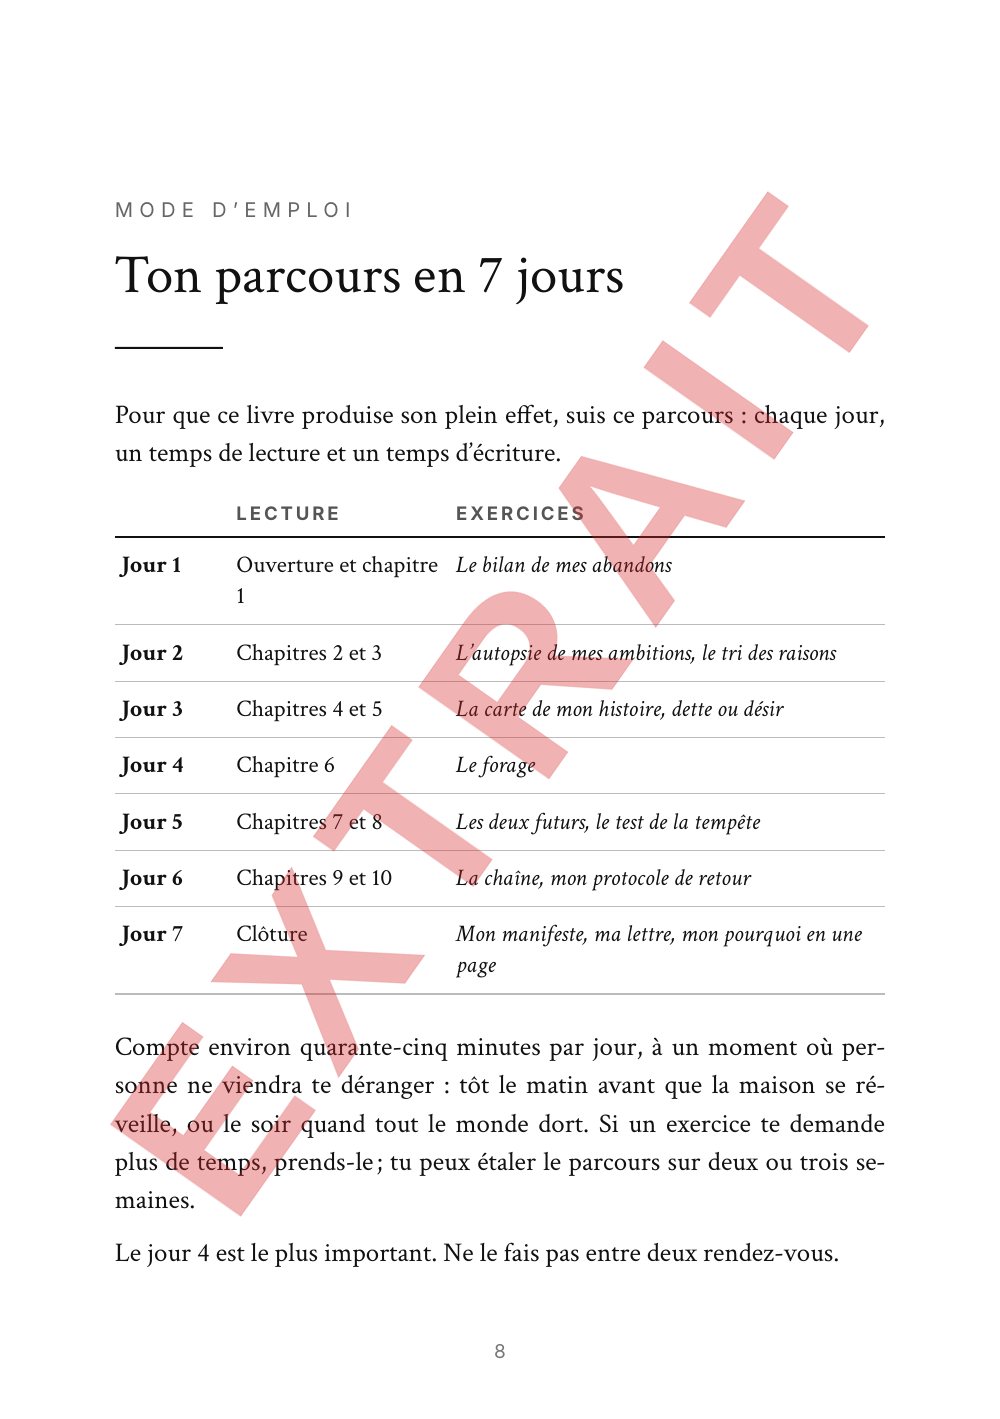 MODE D’EMPLOI
Ton parcours en 7 jours
Pour que ce livre produise son plein effet, suis ce parcours : chaque jour,
un temps de lecture et un temps d’écriture.
LECTURE EXERCICES
Jour 1 Ouverture et chapitre Le bilan de mes abandons
1
Jour 2 Chapitres 2 et 3 L’autopsie de mes ambitions, le tri des raisons
Jour 3 Chapitres 4 et 5 La carte de mon histoire, dette ou désir
Jour 4 Chapitre 6 Le forage
Jour 5 Chapitres 7 et 8 Les deux futurs, le test de la tempête
Jour 6 Chapitres 9 et 10 La chaîne, mon protocole de retour
Jour 7 Clôture Mon manifeste, ma lettre, mon pourquoi en une
page
Compte environ quarante-cinq minutes par jour, à un moment où per-
sonne ne viendra te déranger : tôt le matin avant que la maison se ré-
veille, ou le soir quand tout le monde dort. Si un exercice te demande
plus de temps, prends-le ; tu peux étaler le parcours sur deux ou trois se-
maines.
Le jour 4 est le plus important. Ne le fais pas entre deux rendez-vous.
8
EXTRAIT